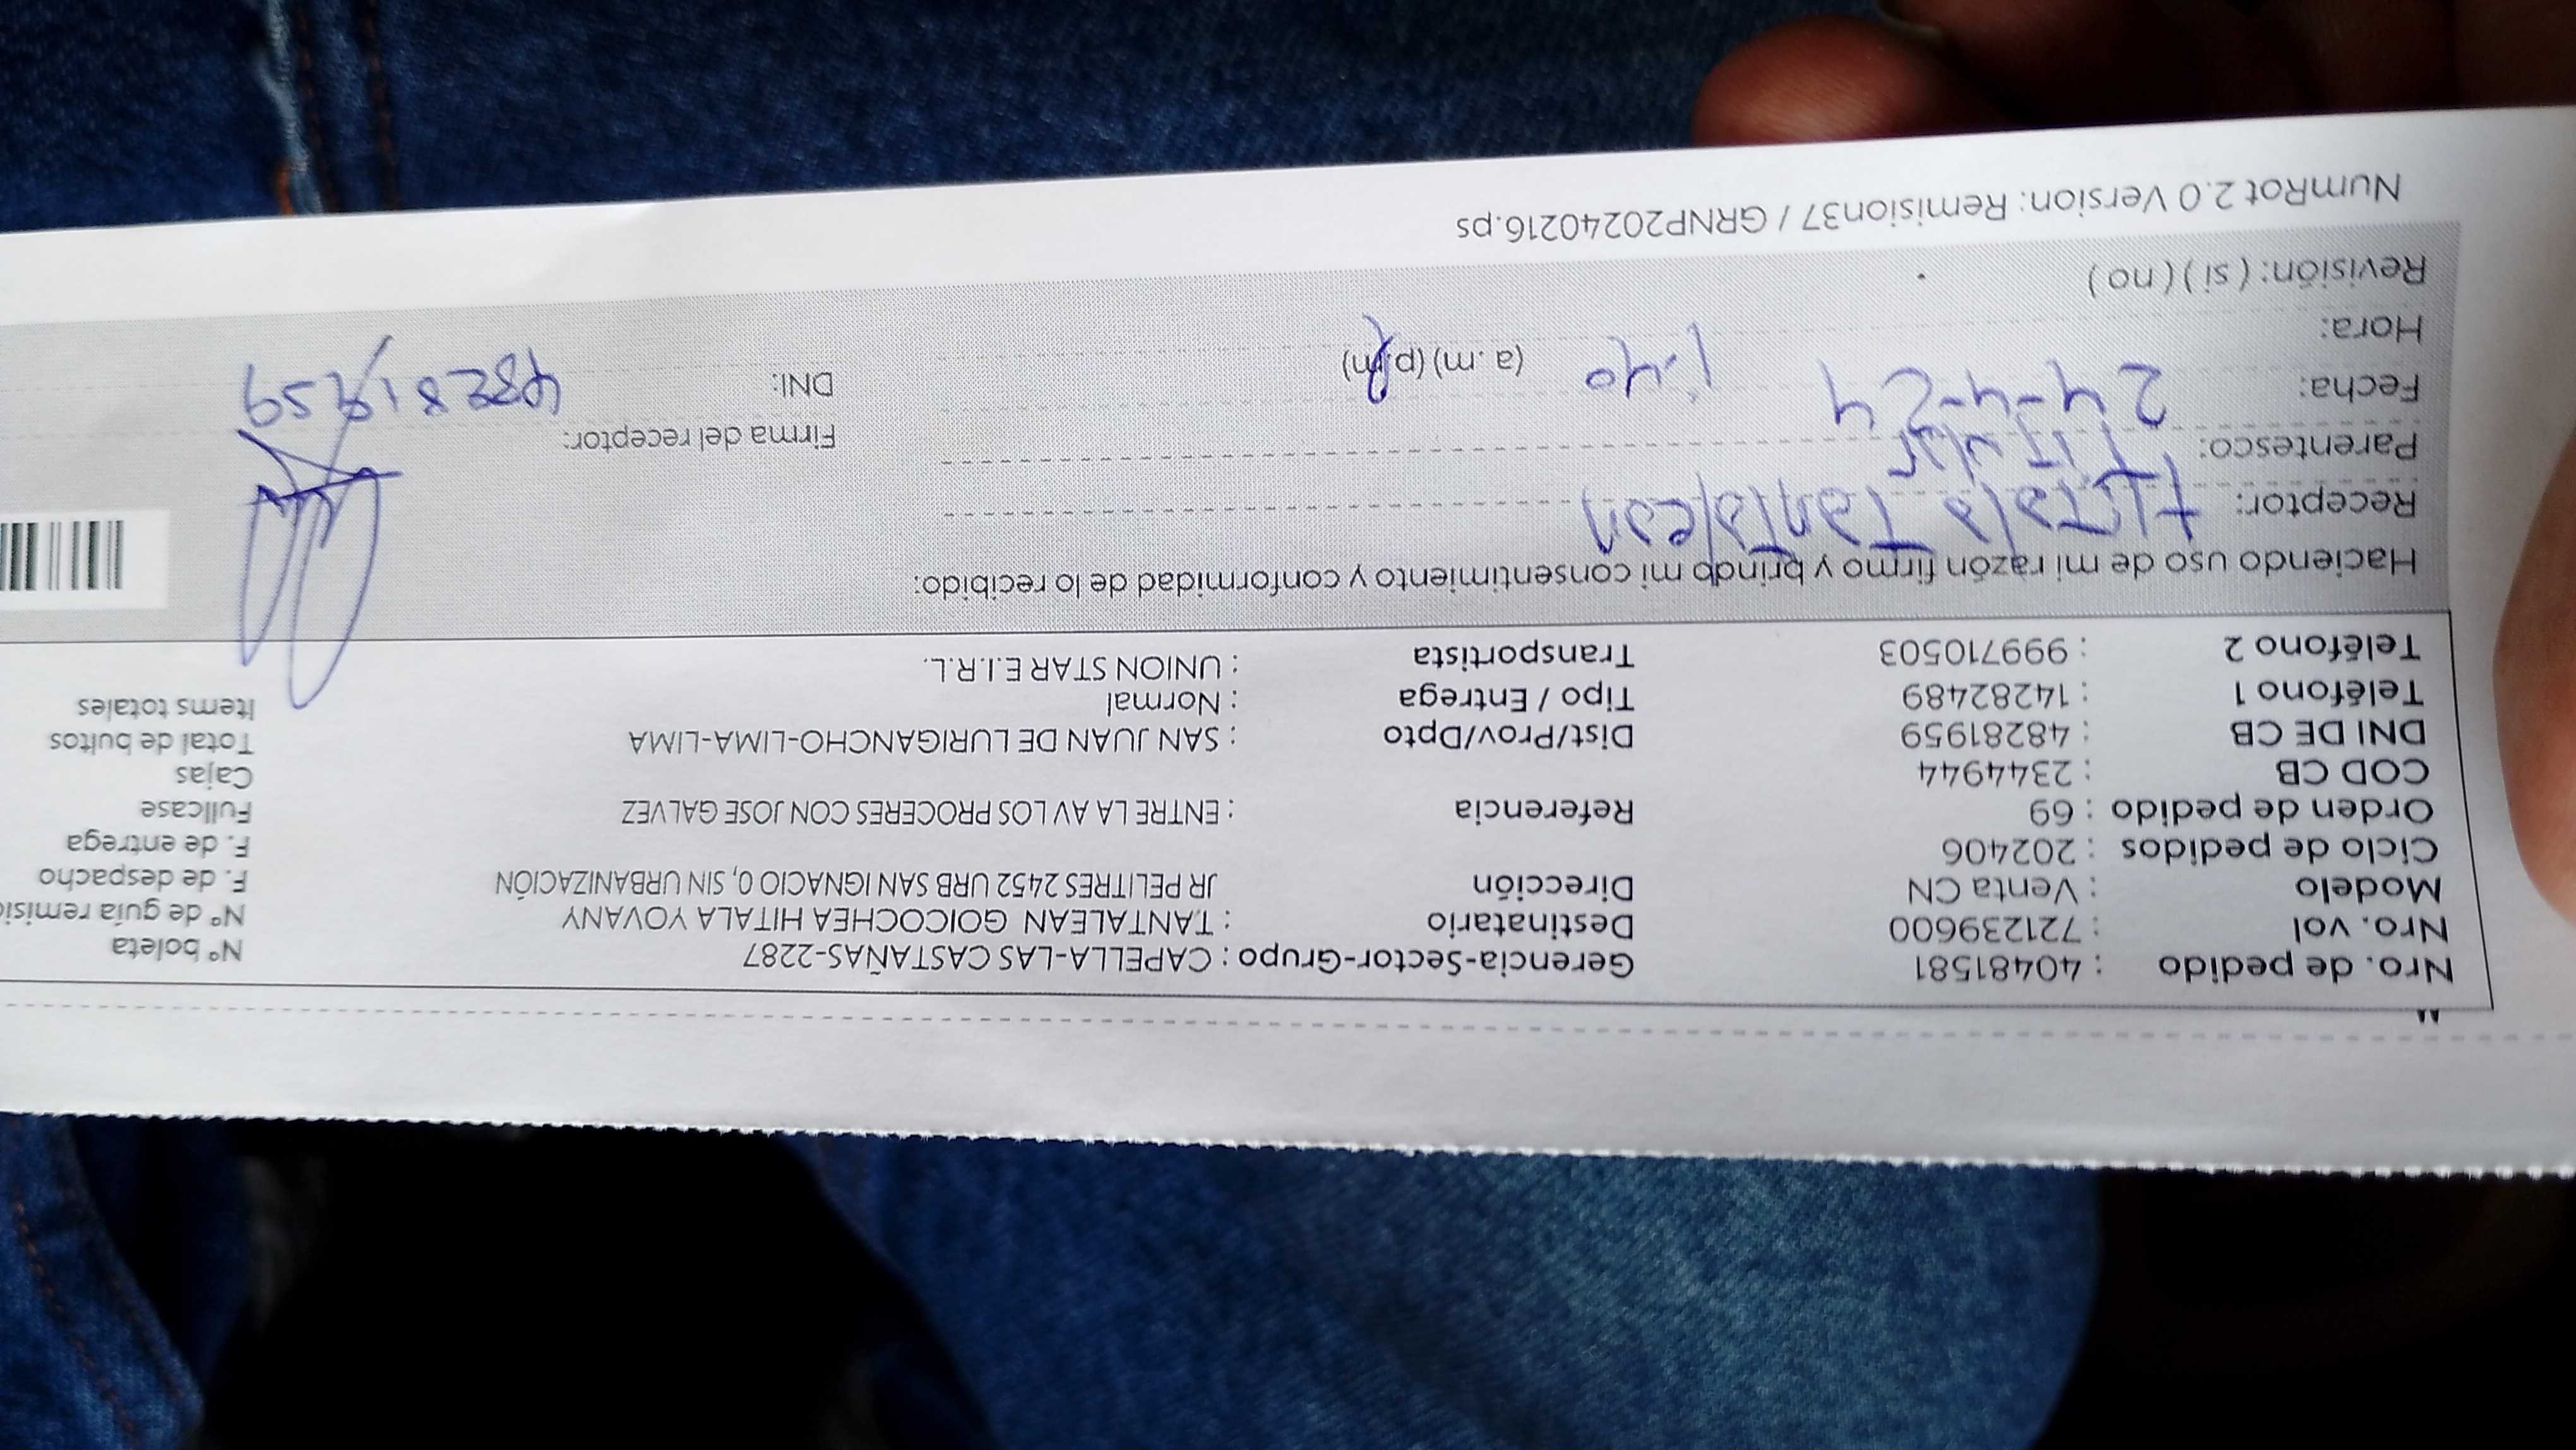 Nro. de pedido : 40481581 Gerencia-Sector-Grupo : CAPELLA-LAS CASTAÑAS-2287 N° boleta
Nro. vol : 721239600 Destinatario : TANTALEAN GOICOCHEA HITALA YOVANY N° de guía remisi
Modelo : Venta CN Dirección JR PELITRES 2452 URB SAN IGNACIO 0, SIN URBANIZACIÓN F. de despacho
Ciclo de pedidos : 202406 F. de entrega
Orden de pedido : 69 Referencia : ENTRE LA AV LOS PROCERES CON JOSE GALVEZ Fullcase
COD CB : 2344944 Cajas
DNI DE CB : 48281959 Dist/Prov/Dpto : SAN JUAN DE LURIGANCHO-LIMA-LIMA Total de bultos
Teléfono 1 : 14282489 Tipo / Entrega : Normal Items totales
Teléfono 2 : 999710503 Transportista : UNION STAR E.I.R.L.
Haciendo uso de mi razón firmo y brindo mi consentimiento y conformidad de lo recibido:
Receptor: Hitala Tantalean
Parentesco: Titular Firma del receptor:
Fecha: 24-4-24 DNI: 48281959
Hora: 1:40 (a.m) (p.m)
Revisión: ( si ) ( no )
NumRot 2.0 Version: Remision37 / GRNP20240216.ps